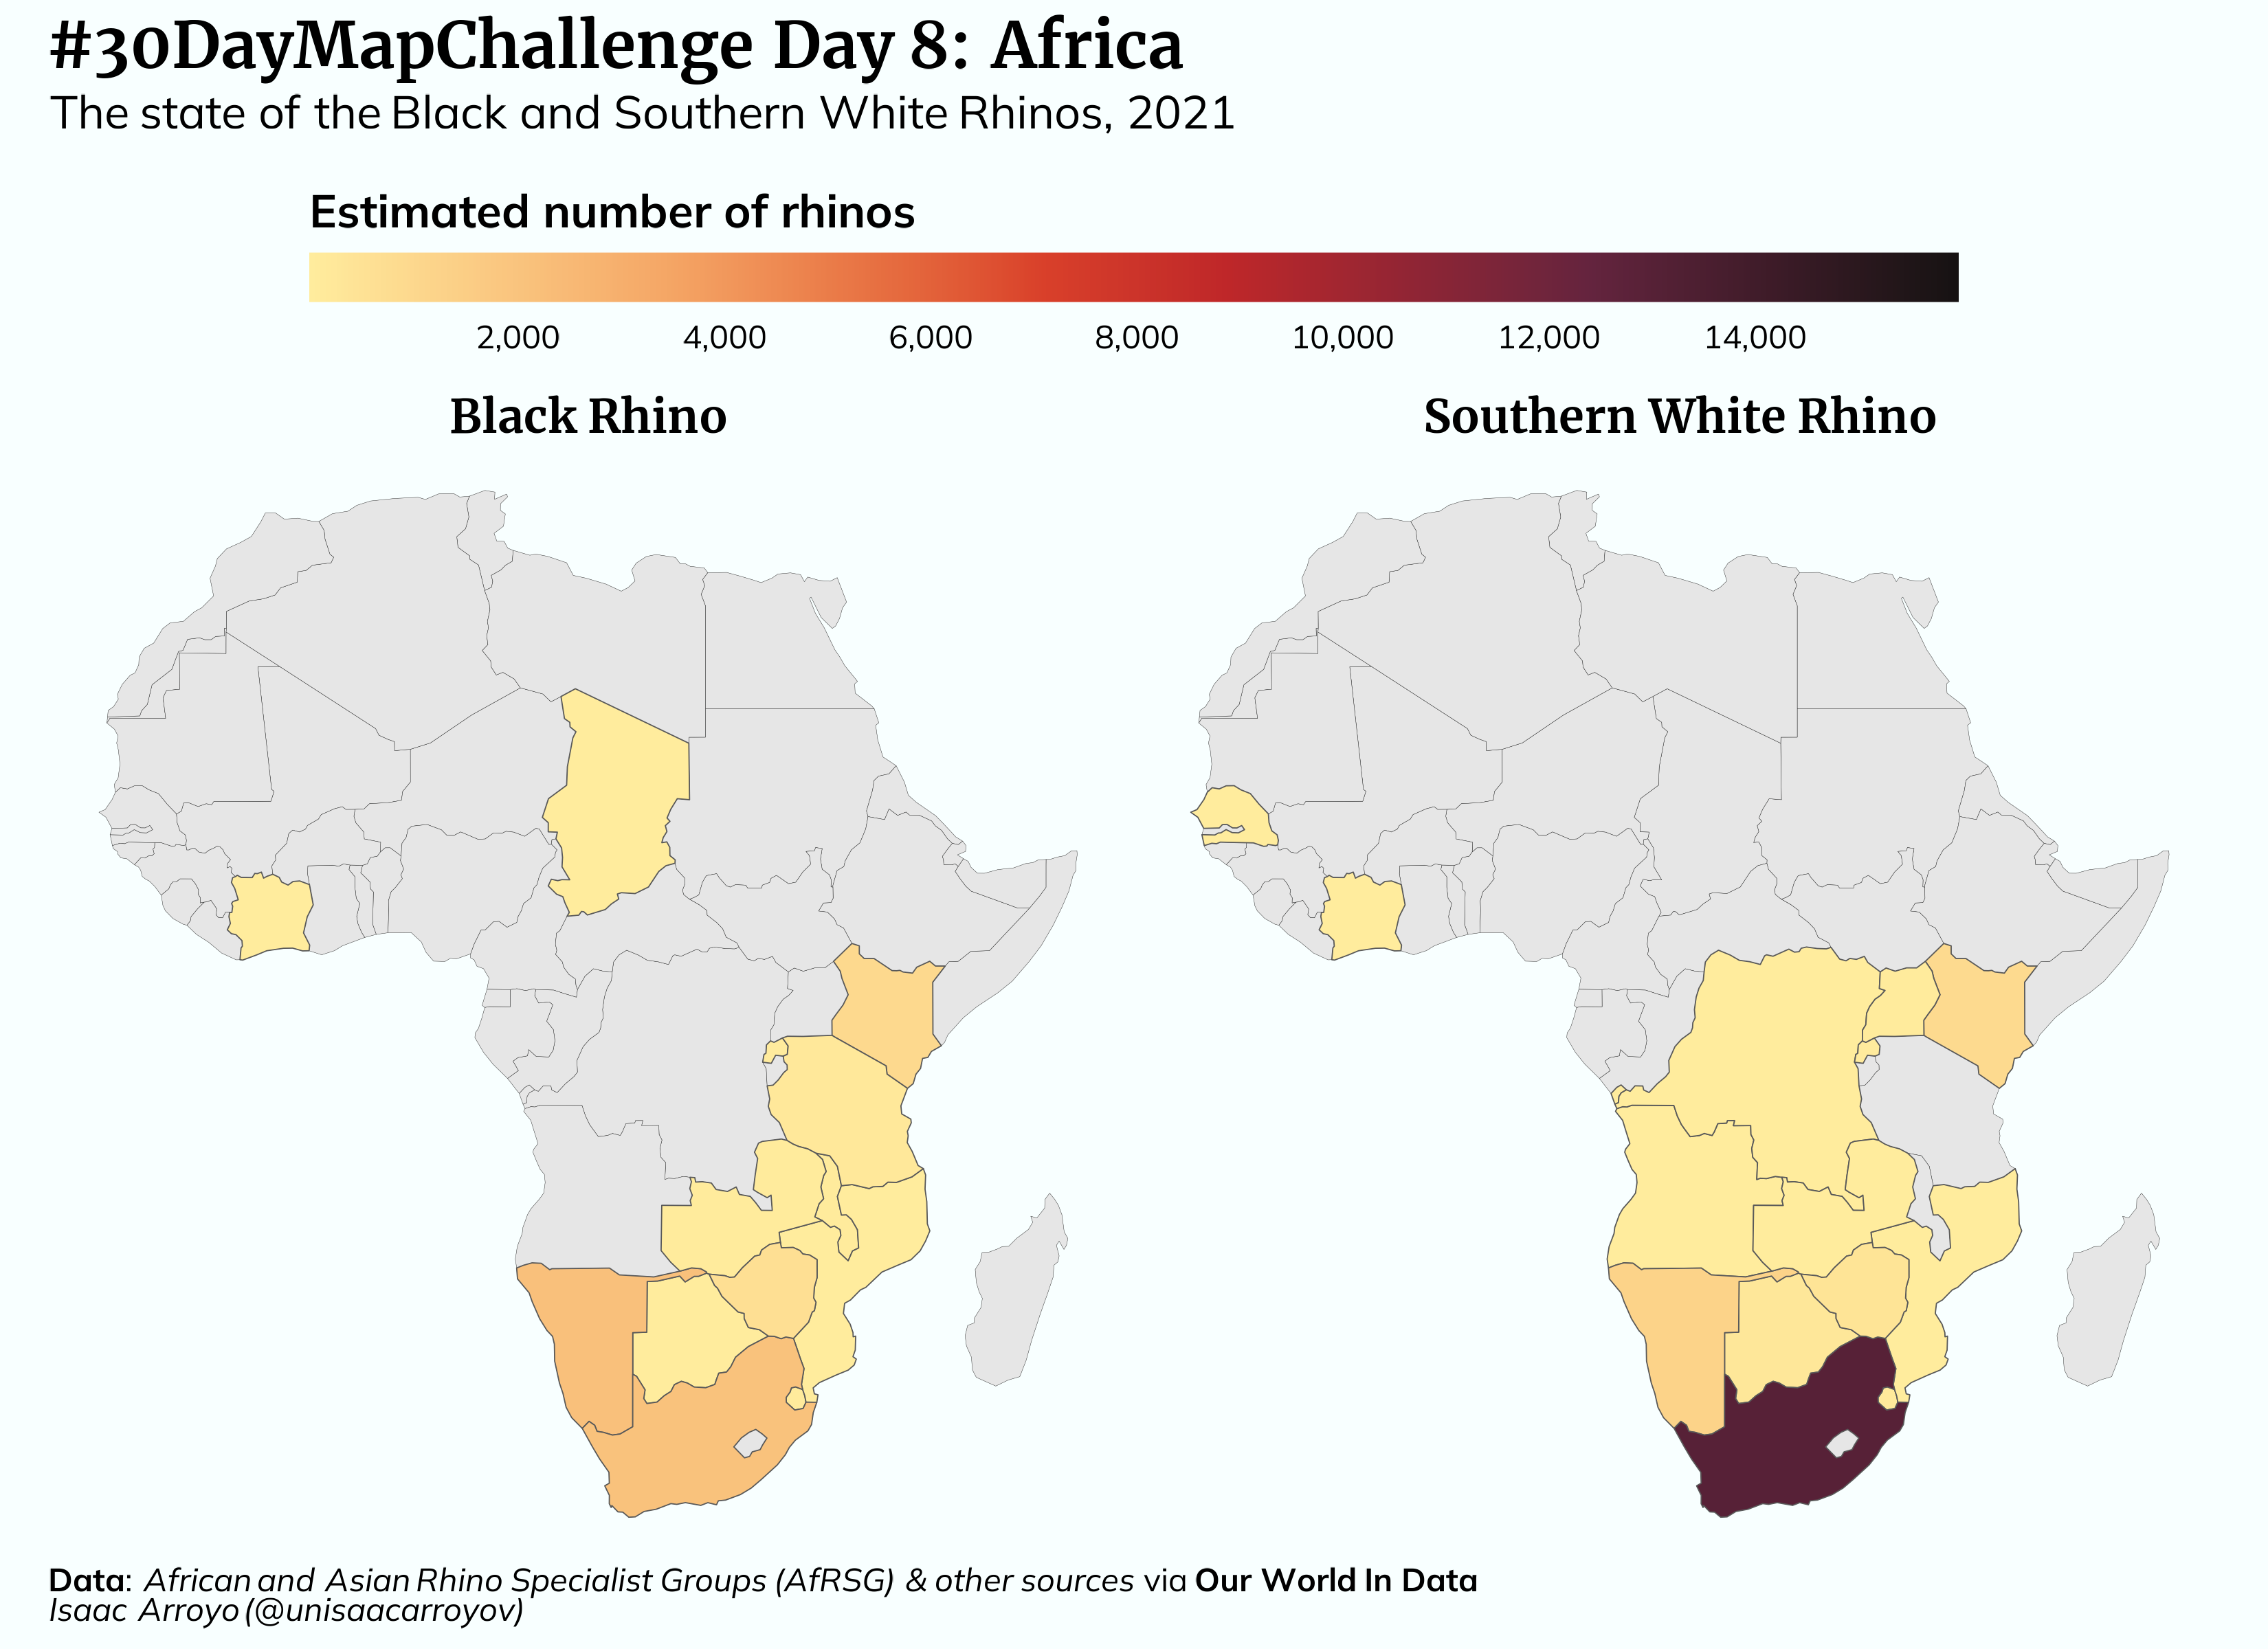 #30DayMapChallenge Day 8: Africa
The state of the Black and Southern White Rhinos, 2021
Estimated number of rhinos
2,000 4,000 6,000 8,000 10,000 12,000 14,000
Black Rhino Southern White Rhino
Data: African and Asian Rhino Specialist Groups (AfRSG) & other sources via Our World In Data
Isaac Arroyo (@unisaacarroyov)